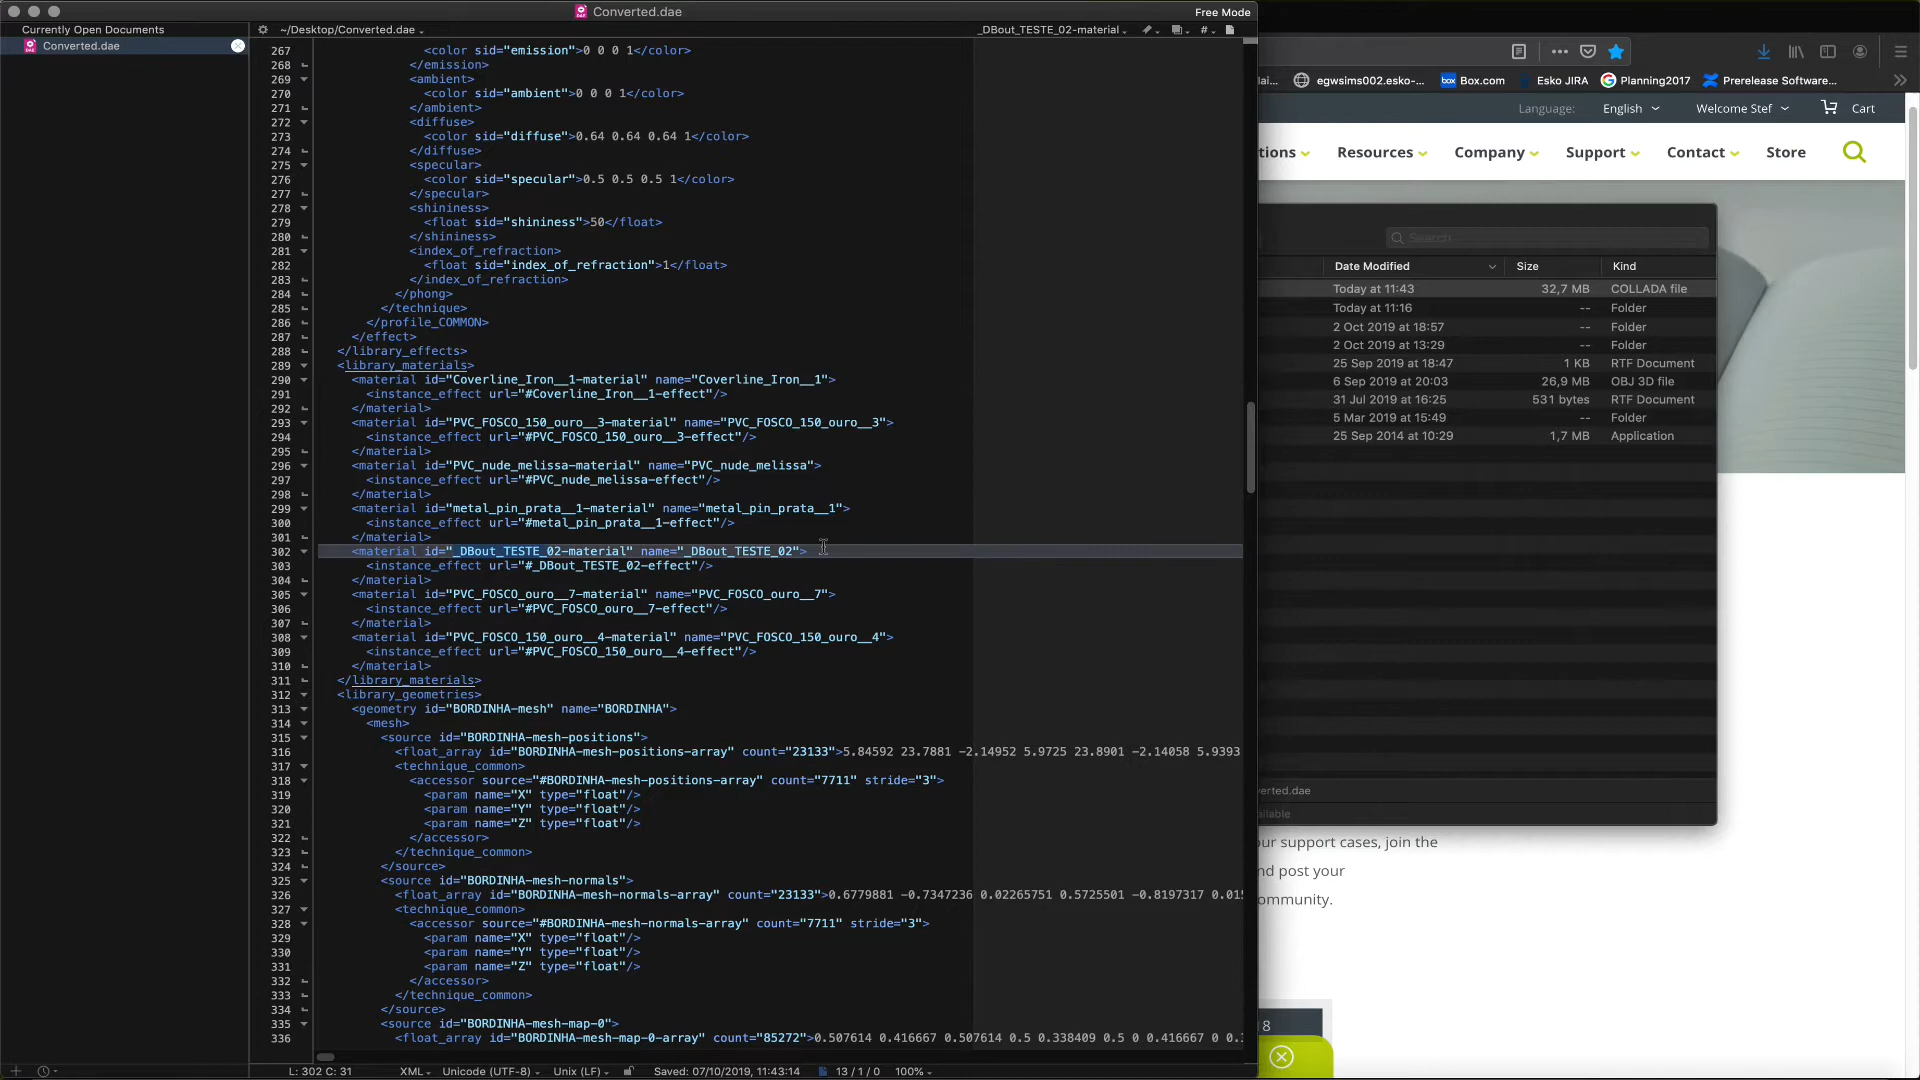 Converted.dae
Free Mode
Currently Open Documents
Converted.dae
~/Desktop/Converted.dae
_DBout_TESTE_02-material
#
267 <color sid="emission">0 0 0 1</color>
268 </emission>
269 <ambient>
270 <color sid="ambient">0 0 0 1</color>
271 </ambient>
272 <diffuse>
273 <color sid="diffuse">0.64 0.64 0.64 1</color>
274 </diffuse>
275 <specular>
276 <color sid="specular">0.5 0.5 0.5 1</color>
277 </specular>
278 <shininess>
279 <float sid="shininess">50</float>
280 </shininess>
281 <index_of_refraction>
282 <float sid="index_of_refraction">1</float>
283 </index_of_refraction>
284 </phong>
285 </technique>
286 </profile_COMMON>
287 </effect>
288 </library_effects>
289 <library_materials>
290 <material id="Coverline_Iron__1-material" name="Coverline_Iron__1">
291 <instance_effect url="#Coverline_Iron__1-effect"/>
292 </material>
293 <material id="PVC_FOSCO_150_ouro__3-material" name="PVC_FOSCO_150_ouro__3">
294 <instance_effect url="#PVC_FOSCO_150_ouro__3-effect"/>
295 </material>
296 <material id="PVC_nude_melissa-material" name="PVC_nude_melissa">
297 <instance_effect url="#PVC_nude_melissa-effect"/>
298 </material>
299 <material id="metal_pin_prata__1-material" name="metal_pin_prata__1">
300 <instance_effect url="#metal_pin_prata__1-effect"/>
301 </material>
302 <material id="_DBout_TESTE_02-material" name="_DBout_TESTE_02">
303 <instance_effect url="#_DBout_TESTE_02-effect"/>
304 </material>
305 <material id="PVC_FOSCO_ouro__7-material" name="PVC_FOSCO_ouro__7">
306 <instance_effect url="#PVC_FOSCO_ouro__7-effect"/>
307 </material>
308 <material id="PVC_FOSCO_150_ouro__4-material" name="PVC_FOSCO_150_ouro__4">
309 <instance_effect url="#PVC_FOSCO_150_ouro__4-effect"/>
310 </material>
311 </library_materials>
312 <library_geometries>
313 <geometry id="BORDINHA-mesh" name="BORDINHA">
314 <mesh>
315 <source id="BORDINHA-mesh-positions">
316 <float_array id="BORDINHA-mesh-positions-array" count="23133">5.84592 23.7881 -2.14952 5.9725 23.8901 -2.14058 5.9393
317 <technique_common>
318 <accessor source="#BORDINHA-mesh-positions-array" count="7711" stride="3">
319 <param name="X" type="float"/>
320 <param name="Y" type="float"/>
321 <param name="Z" type="float"/>
322 </accessor>
323 </technique_common>
324 </source>
325 <source id="BORDINHA-mesh-normals">
326 <float_array id="BORDINHA-mesh-normals-array" count="23133">0.6779881 -0.7347236 0.02265751 0.5725501 -0.8197317 0.01
327 <technique_common>
328 <accessor source="#BORDINHA-mesh-normals-array" count="7711" stride="3">
329 <param name="X" type="float"/>
330 <param name="Y" type="float"/>
331 <param name="Z" type="float"/>
332 </accessor>
333 </technique_common>
334 </source>
335 <source id="BORDINHA-mesh-map-0">
336 <float_array id="BORDINHA-mesh-map-0-array" count="85272">0.507614 0.416667 0.507614 0.5 0.338409 0.5 0 0.416667 0 0.
L: 302 C: 31
XML
Unicode (UTF-8)
Unix (LF)
Saved: 07/10/2019, 11:43:14
13 / 1 / 0
100%
lai...
egwsims002.esko-...
box
Box.com
Esko JIRA
Planning2017
Prerelease Software...
Language:
English
Welcome Stef
Cart
tions
Resources
Company
Support
Contact
Store
Search
Date Modified
Size
Kind
Today at 11:43 32,7 MB COLLADA file
Today at 11:16 -- Folder
2 Oct 2019 at 18:57 -- Folder
2 Oct 2019 at 13:29 -- Folder
25 Sep 2019 at 18:47 1 KB RTF Document
6 Sep 2019 at 20:03 26,9 MB OBJ 3D file
31 Jul 2019 at 16:25 531 bytes RTF Document
5 Mar 2019 at 15:49 -- Folder
25 Sep 2014 at 10:29 1,7 MB Application
verted.dae
ailable
our support cases, join the
nd post your
ommunity.
8